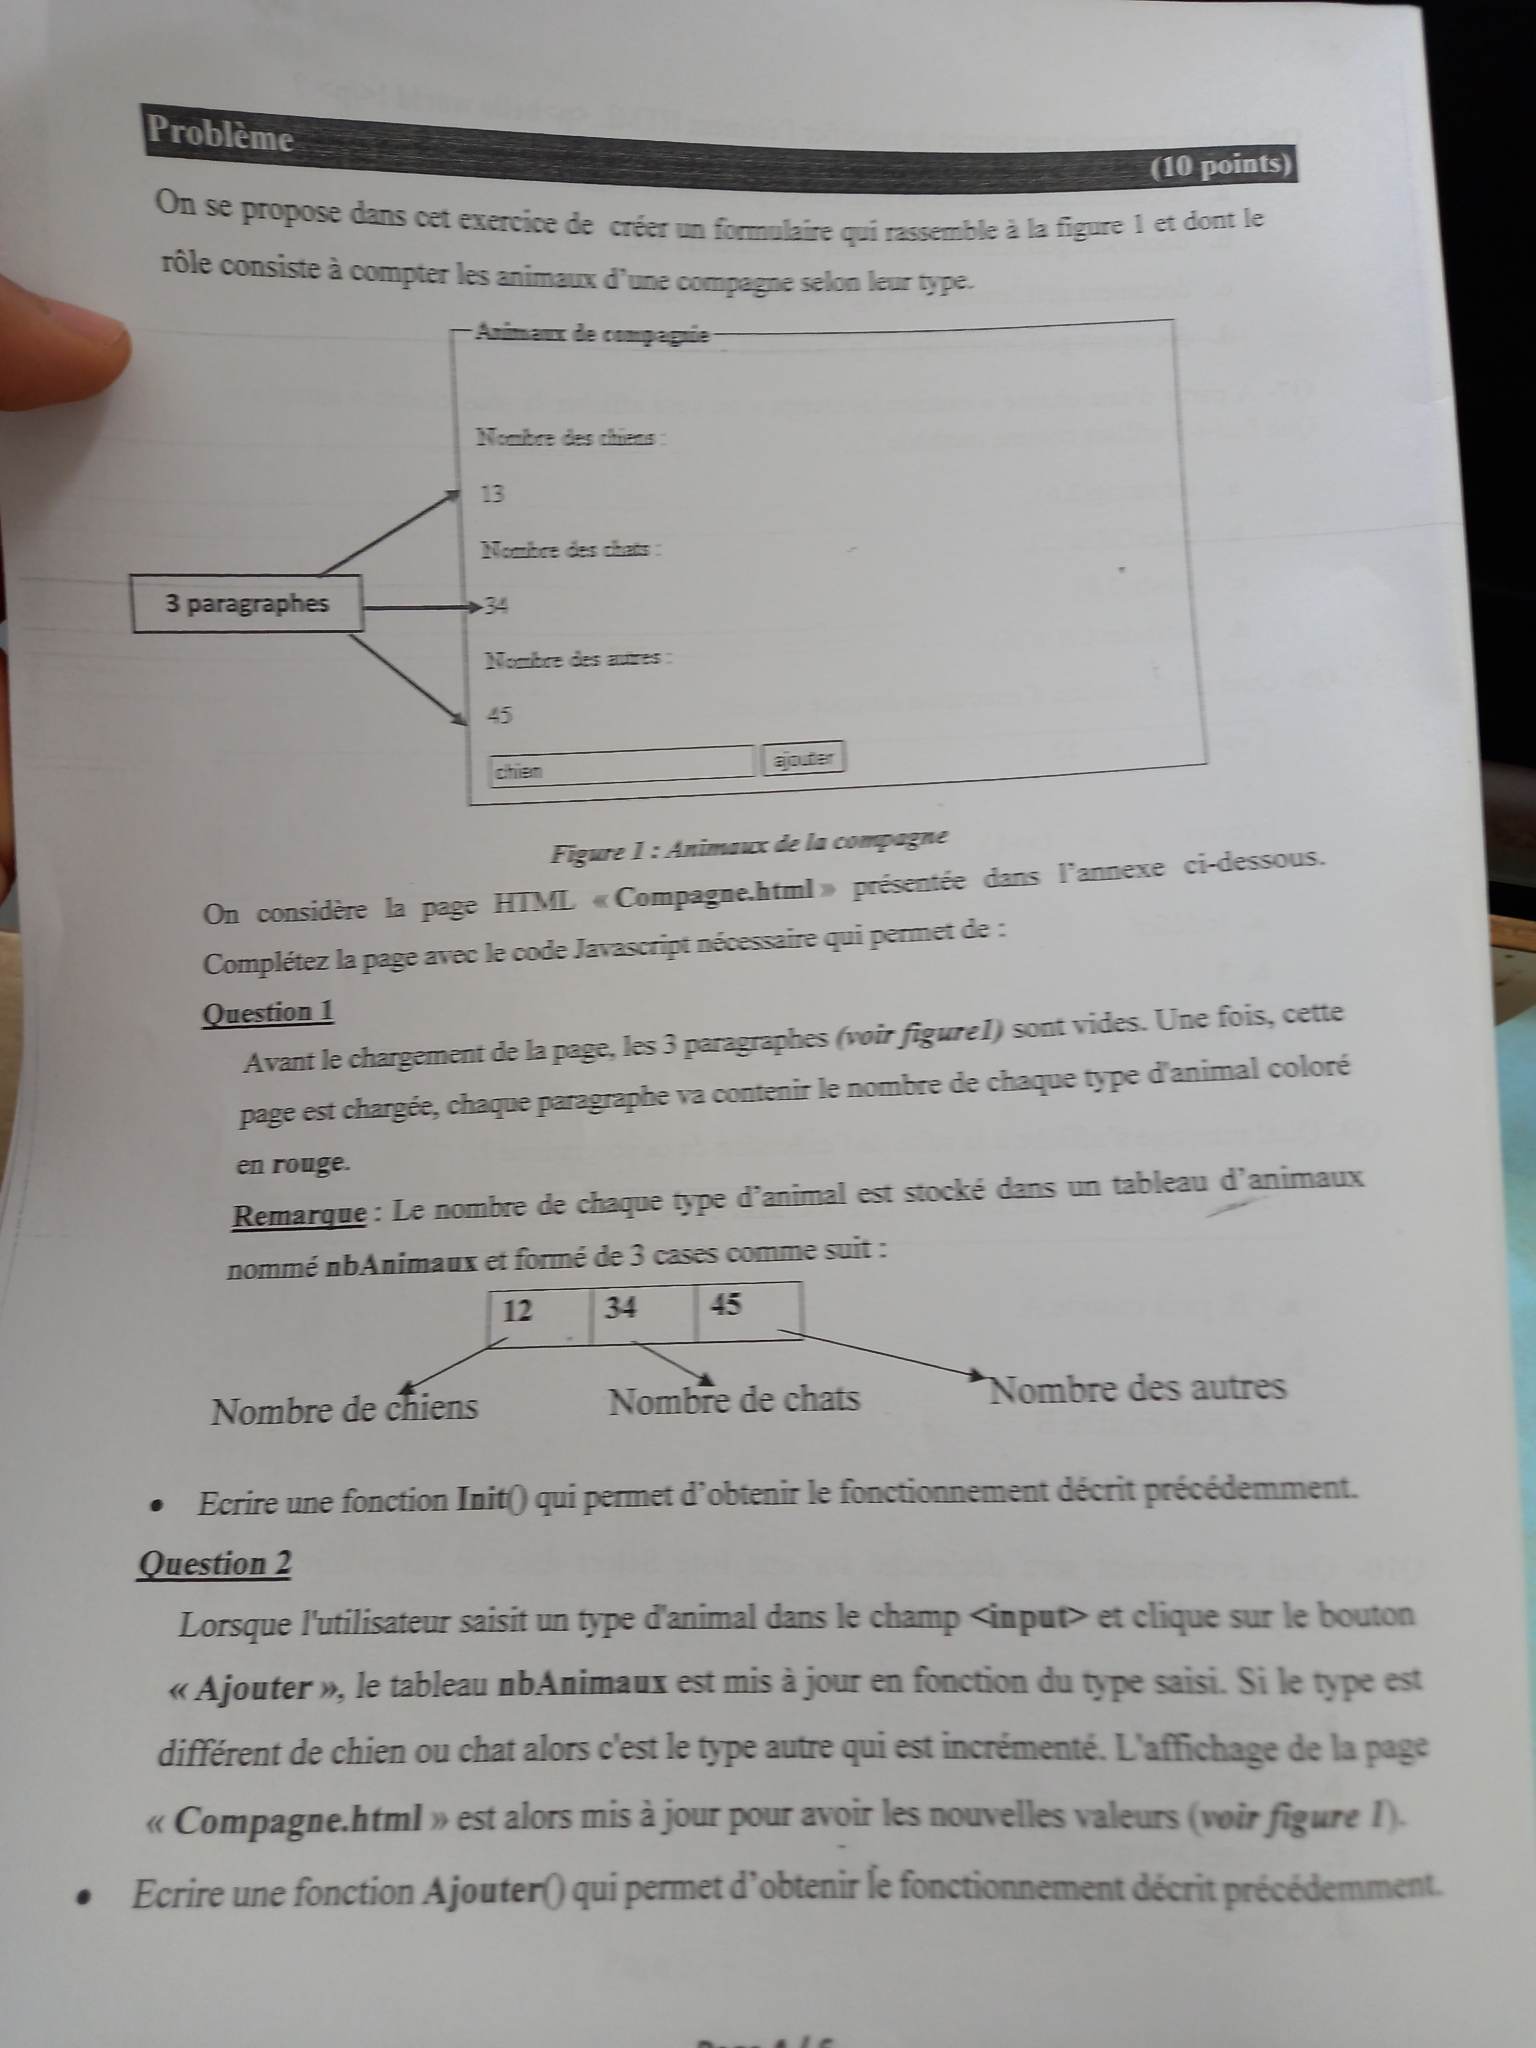 Problème
(10 points)
On se propose dans cet exercice de créer un formulaire qui rassemble à la figure 1 et dont le
rôle consiste à compter les animaux d'une compagne selon leur type.
Animaux de compagnie
Nombre des chiens :
13
Nombre des chats :
3 paragraphes
34
Nombre des autres :
45
chien
ajouter
Figure 1 : Animaux de la compagne
On considère la page HTML « Compagne.html » présentée dans l'annexe ci-dessous.
Complétez la page avec le code Javascript nécessaire qui permet de :
Question 1
Avant le chargement de la page, les 3 paragraphes (voir figure1) sont vides. Une fois, cette
page est chargée, chaque paragraphe va contenir le nombre de chaque type d'animal coloré
en rouge.
Remarque : Le nombre de chaque type d'animal est stocké dans un tableau d'animaux
nommé nbAnimaux et formé de 3 cases comme suit :
12 34 45
Nombre de chiens Nombre de chats Nombre des autres
• Ecrire une fonction Init() qui permet d'obtenir le fonctionnement décrit précédemment.
Question 2
Lorsque l'utilisateur saisit un type d'animal dans le champ <input> et clique sur le bouton
« Ajouter », le tableau nbAnimaux est mis à jour en fonction du type saisi. Si le type est
différent de chien ou chat alors c'est le type autre qui est incrémenté. L'affichage de la page
« Compagne.html » est alors mis à jour pour avoir les nouvelles valeurs (voir figure 1).
• Ecrire une fonction Ajouter() qui permet d'obtenir le fonctionnement décrit précédemment.